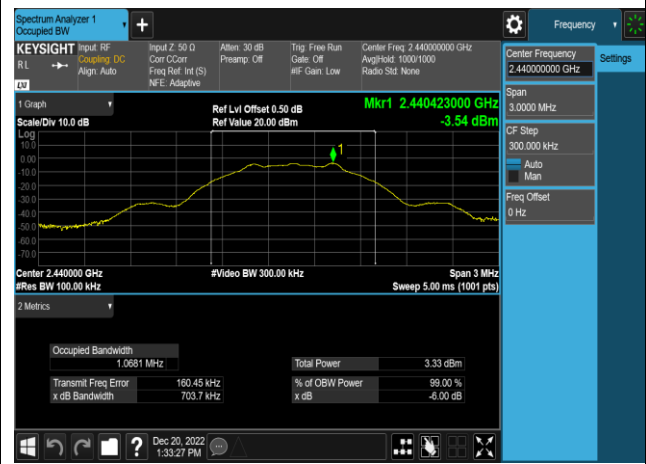 Spectrum Analyzer 1
Occupied BW
Frequency
KEYSIGHT
RL
LXI
Input: RF
Coupling: DC
Align: Auto
Input Z: 50 Ω
Corr CCorr
Freq Ref: Int (S)
NFE: Adaptive
Atten: 30 dB
Preamp: Off
Trig: Free Run
Gate: Off
#IF Gain: Low
Center Freq: 2.440000000 GHz
Avg|Hold: 1000/1000
Radio Std: None
1 Graph
Scale/Div 10.0 dB
Ref Lvl Offset 0.50 dB
Ref Value 20.00 dBm
Mkr1 2.440423000 GHz
-3.54 dBm
Log
10.0
0.00
-10.0
-20.0
-30.0
-40.0
-50.0
-60.0
-70.0
1
Center 2.440000 GHz
#Res BW 100.00 kHz
#Video BW 300.00 kHz
Span 3 MHz
Sweep 5.00 ms (1001 pts)
2 Metrics
Occupied Bandwidth
1.0681 MHz
Total Power 3.33 dBm
Transmit Freq Error 160.45 kHz
% of OBW Power 99.00 %
x dB Bandwidth 703.7 kHz
x dB -6.00 dB
Dec 20, 2022
1:33:27 PM
Center Frequency
2.440000000 GHz
Settings
Span
3.0000 MHz
CF Step
300.000 kHz
Auto
Man
Freq Offset
0 Hz